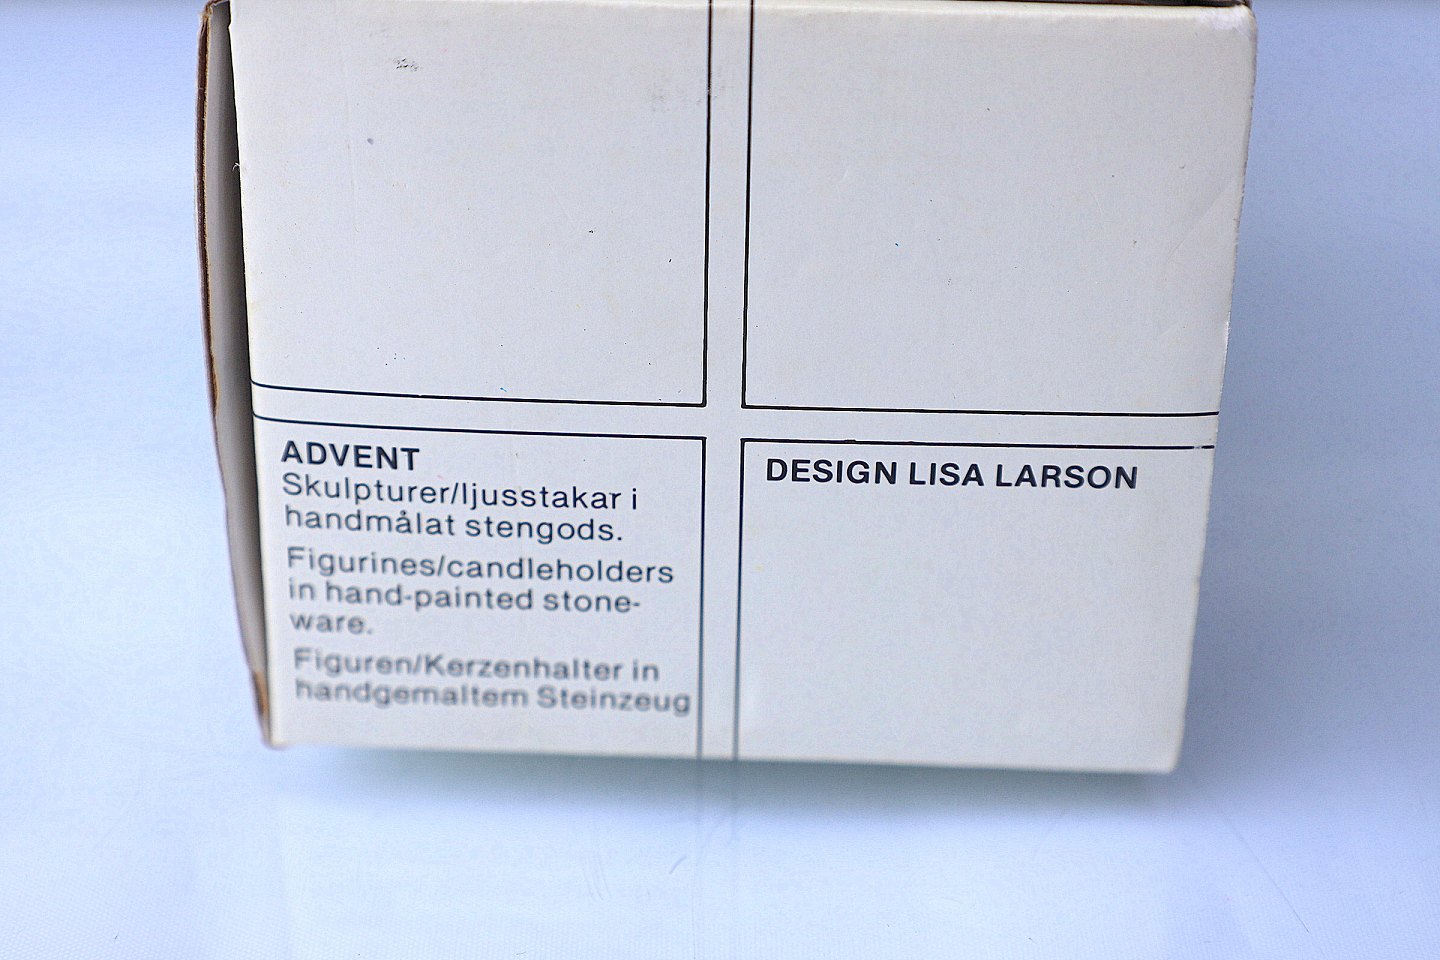 ADVENT
Skulpturer/ljusstakar i
handmålat stengods.
Figurines/candleholders
in hand-painted stone-
ware.
Figuren/Kerzenhalter in
handgemaltem Steinzeug
DESIGN LISA LARSON